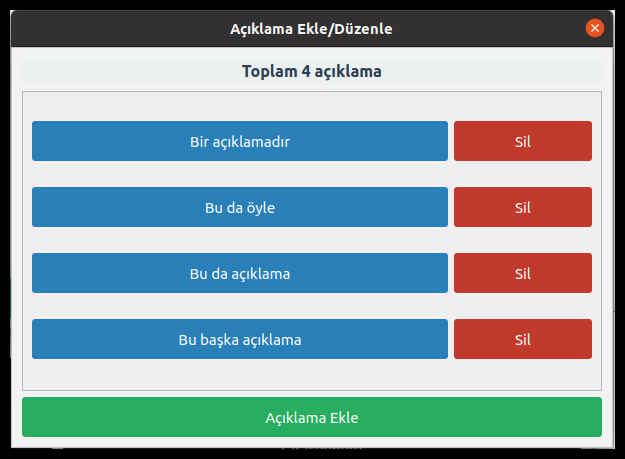 Açıklama Ekle/Düzenle
Toplam 4 açıklama
Bir açıklamadır
Sil
Bu da öyle
Sil
Bu da açıklama
Sil
Bu başka açıklama
Sil
Açıklama Ekle